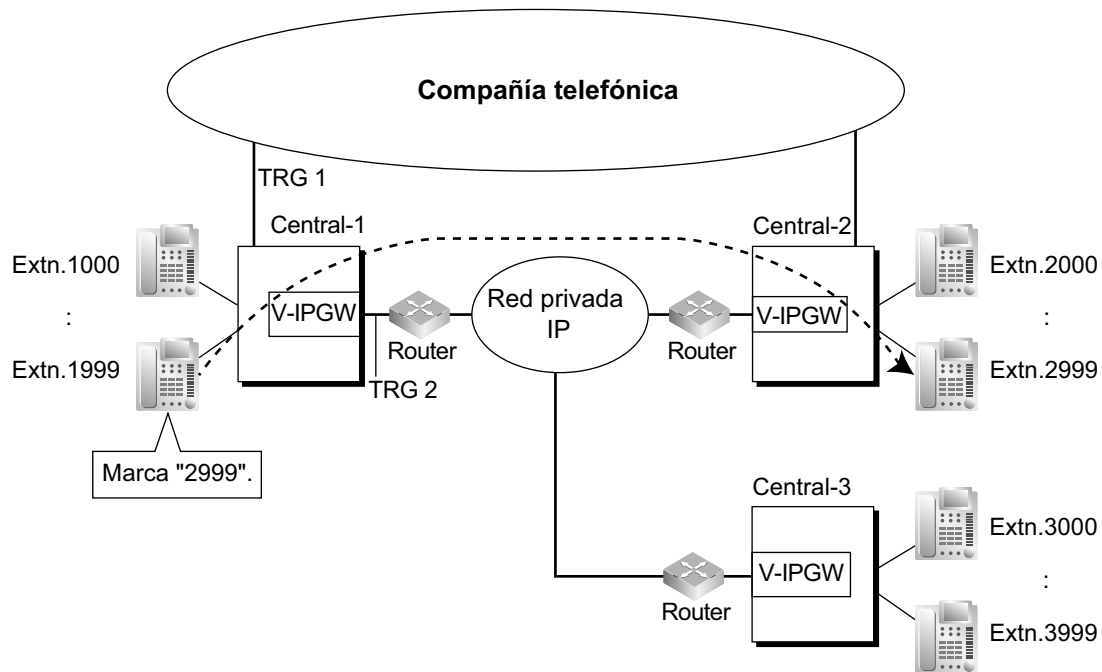 Compañía telefónica
TRG 1
Central-1
Central-2
Extn.1000
:
Extn.1999
V-IPGW
Router
TRG 2
Red privada
IP
Router
V-IPGW
Extn.2000
:
Extn.2999
Marca "2999".
Central-3
V-IPGW
Router
Extn.3000
:
Extn.3999